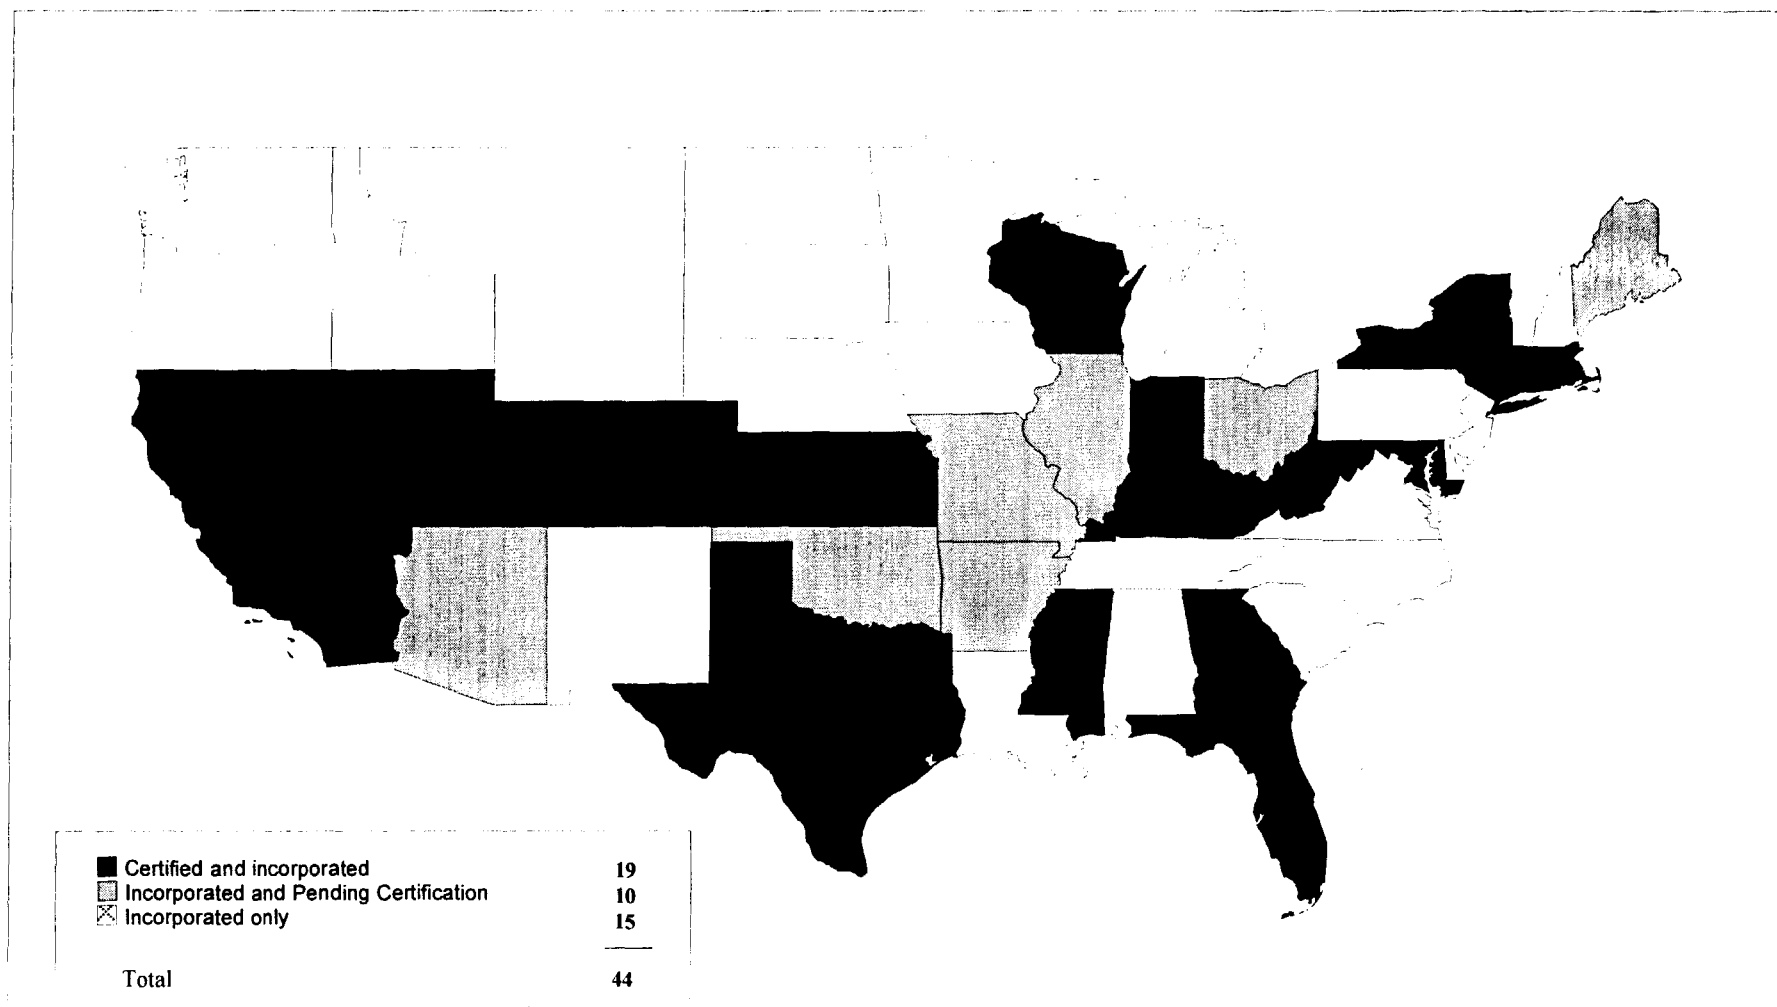 Certified and incorporated 19
Incorporated and Pending Certification 10
Incorporated only 15
Total 44